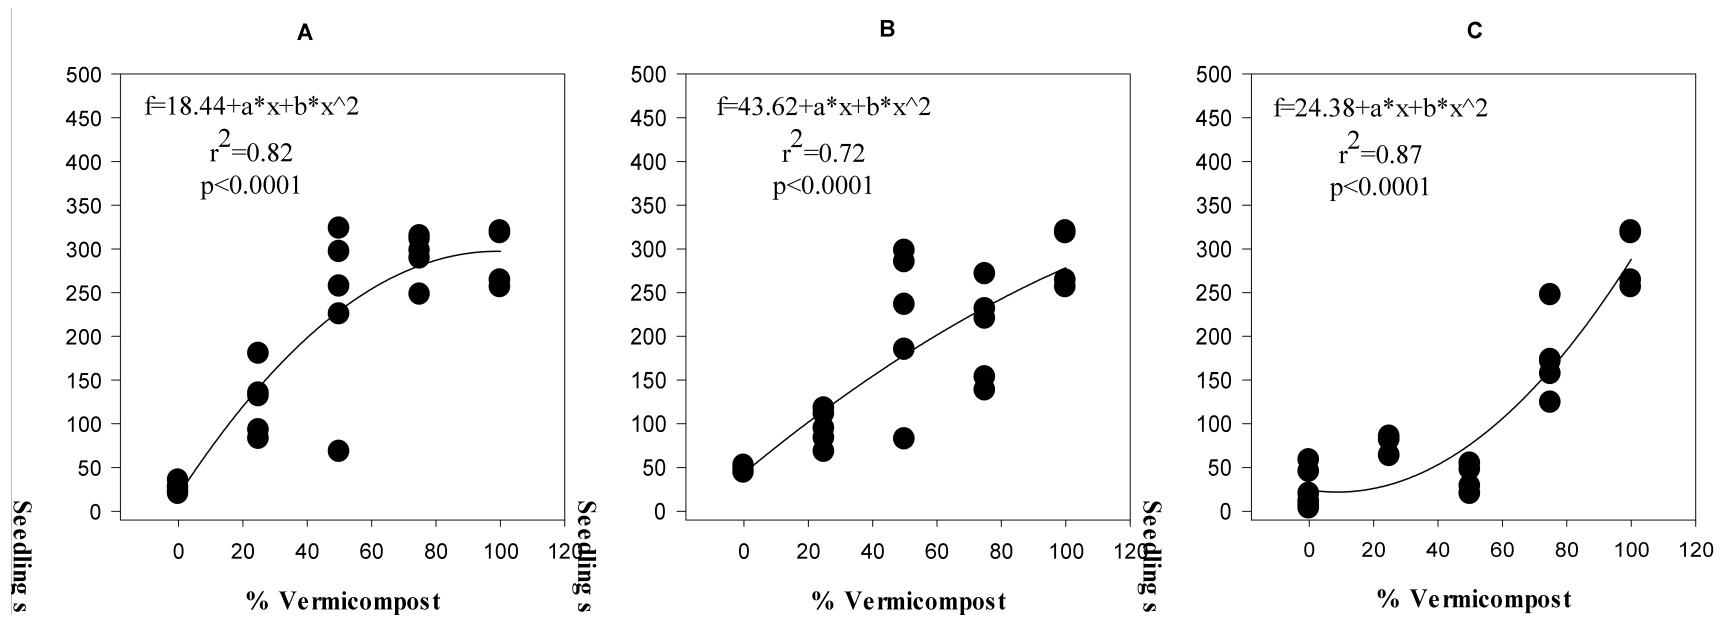 A
500
450
400
350
300
250
200
150
100
50
0
f=18.44+a*x+b*x^2
r2=0.82
p<0.0001
0 20 40 60 80 100 120
% Vermicompost
Seedling s
B
500
450
400
350
300
250
200
150
100
50
0
f=43.62+a*x+b*x^2
r2=0.72
p<0.0001
0 20 40 60 80 100 120
% Vermicompost
Seedling s
C
500
450
400
350
300
250
200
150
100
50
0
f=24.38+a*x+b*x^2
r2=0.87
p<0.0001
0 20 40 60 80 100 120
% Vermicompost
Seedling s